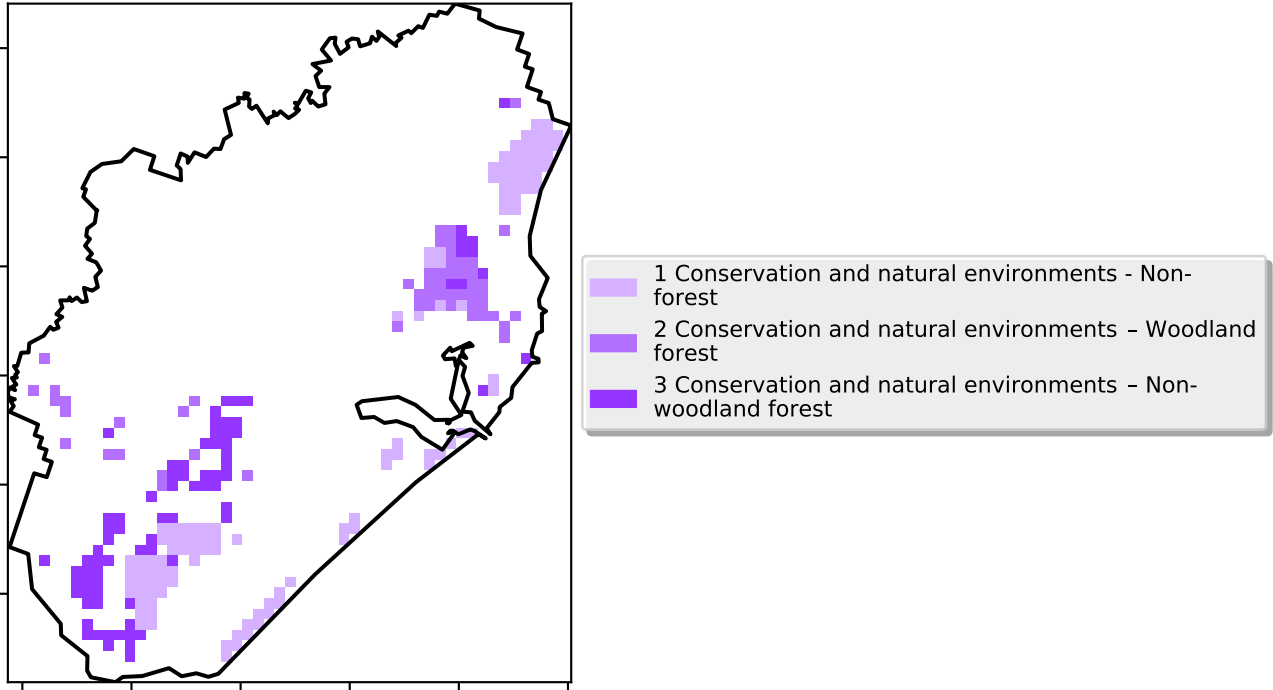 1 Conservation and natural environments - Non-
forest
2 Conservation and natural environments – Woodland
forest
3 Conservation and natural environments – Non-
woodland forest